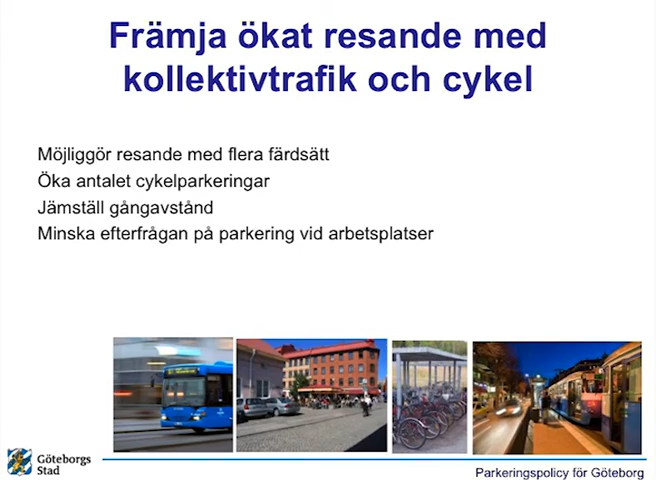 Främja ökat resande med
kollektivtrafik och cykel
Möjliggör resande med flera färdsätt
Öka antalet cykelparkeringar
Jämställ gångavstånd
Minska efterfrågan på parkering vid arbetsplatser
Göteborgs
Stad
Parkeringspolicy för Göteborg